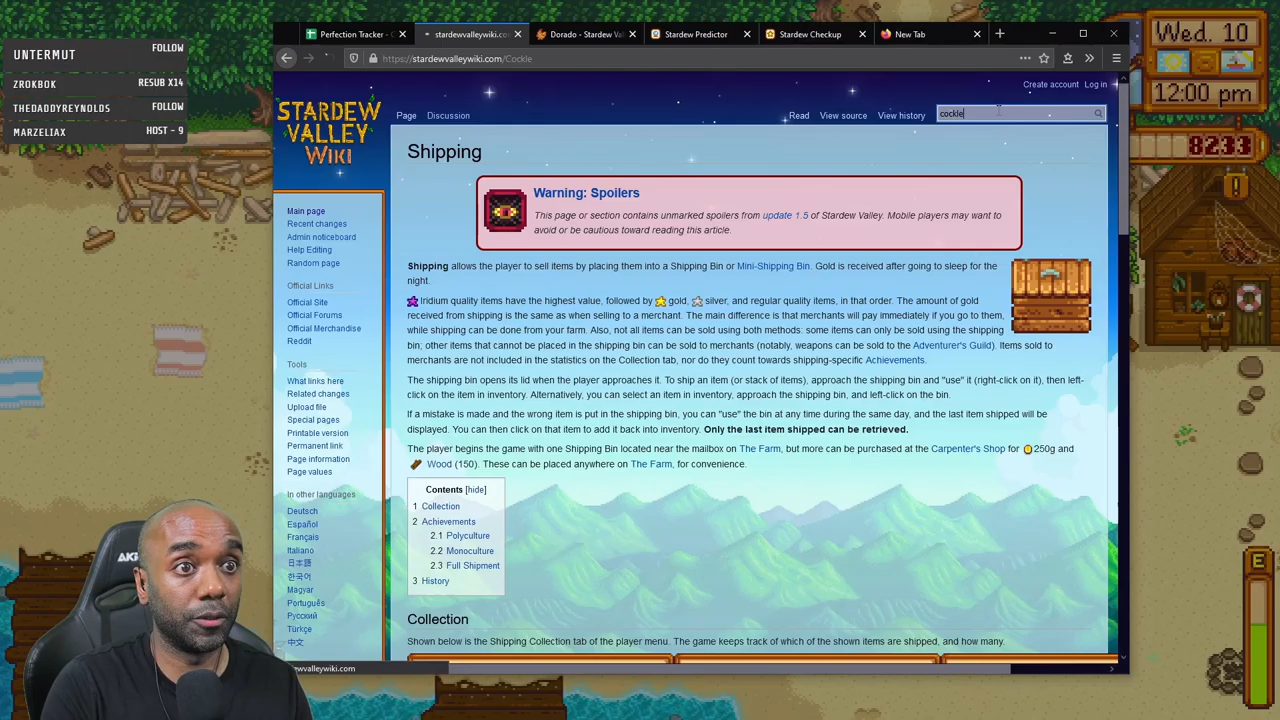 UNTERMUT FOLLOW
ZROKBOK RESUB X14
THEDADDYREYNOLDS FOLLOW
MARZELIAX HOST - 9
Perfection Tracker - C
stardewvalleywiki.co
Dorado - Stardew Val
Stardew Predictor
Stardew Checkup
New Tab
https://stardewvalleywiki.com/Cockle
Create account Log in
STARDEW
VALLEY
WIKI
Page Discussion
Read View source View history
cockle
Main page
Recent changes
Admin noticeboard
Help Editing
Random page
Official Links
Official Site
Official Forums
Official Merchandise
Reddit
Tools
What links here
Related changes
Upload file
Special pages
Printable version
Permanent link
Page information
Page values
In other languages
Deutsch
Español
Français
Italiano
日本語
한국어
Magyar
Português
Русский
Türkçe
中文
Shipping
Warning: Spoilers
This page or section contains unmarked spoilers from update 1.5 of Stardew Valley. Mobile players may want to
avoid or be cautious toward reading this article.
Shipping allows the player to sell items by placing them into a Shipping Bin or Mini-Shipping Bin. Gold is received after going to sleep for the
night.
Iridium quality items have the highest value, followed by gold, silver, and regular quality items, in that order. The amount of gold
received from shipping is the same as when selling to a merchant. The main difference is that merchants will pay immediately if you go to them,
while shipping can be done from your farm. Also, not all items can be sold using both methods: some items can only be sold using the shipping
bin; other items that cannot be placed in the shipping bin can be sold to merchants (notably, weapons can be sold to the Adventurer's Guild). Items sold to
merchants are not included in the statistics on the Collection tab, nor do they count towards shipping-specific Achievements.
The shipping bin opens its lid when the player approaches it. To ship an item (or stack of items), approach the shipping bin and "use" it (right-click on it), then left-
click on the item in inventory. Alternatively, you can select an item in inventory, approach the shipping bin, and left-click on the bin.
If a mistake is made and the wrong item is put in the shipping bin, you can "use" the bin at any time during the same day, and the last item shipped will be
displayed. You can then click on that item to add it back into inventory. Only the last item shipped can be retrieved.
The player begins the game with one Shipping Bin located near the mailbox on The Farm, but more can be purchased at the Carpenter's Shop for 250g and
Wood (150). These can be placed anywhere on The Farm, for convenience.
Contents [hide]
1 Collection
2 Achievements
2.1 Polyculture
2.2 Monoculture
2.3 Full Shipment
3 History
Collection
Shown below is the Shipping Collection tab of the player menu. The game keeps track of which of the shown items are shipped, and how many.
dewvalleywiki.com
Wed. 10
12:00 pm
8233
E